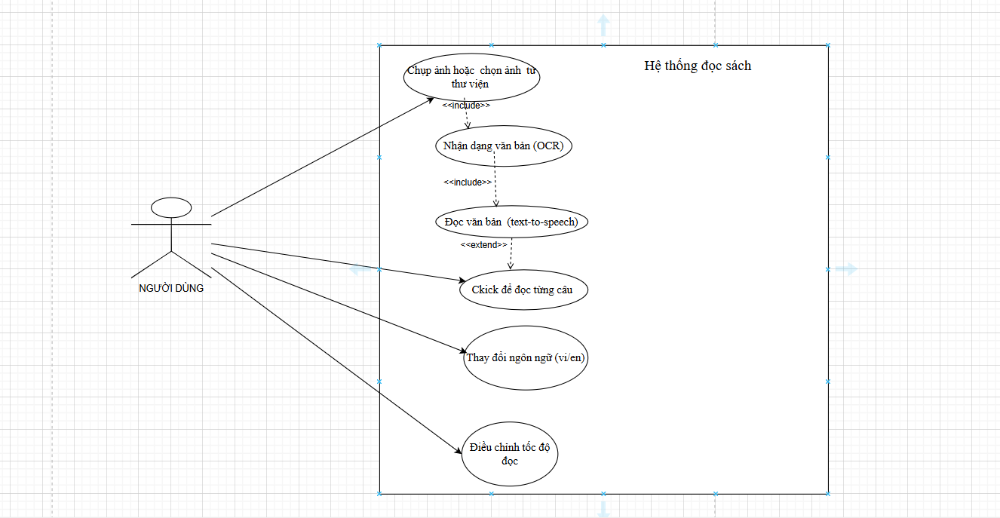 Hệ thống đọc sách
Chụp ảnh hoặc chọn ảnh từ
thư viện
<<include>>
Nhận dạng văn bản (OCR)
<<include>>
Đọc văn bản (text-to-speech)
<<extend>>
Ckick để đọc từng câu
NGƯỜI DÙNG
Thay đổi ngôn ngữ (vi/en)
Điều chỉnh tốc độ
đọc